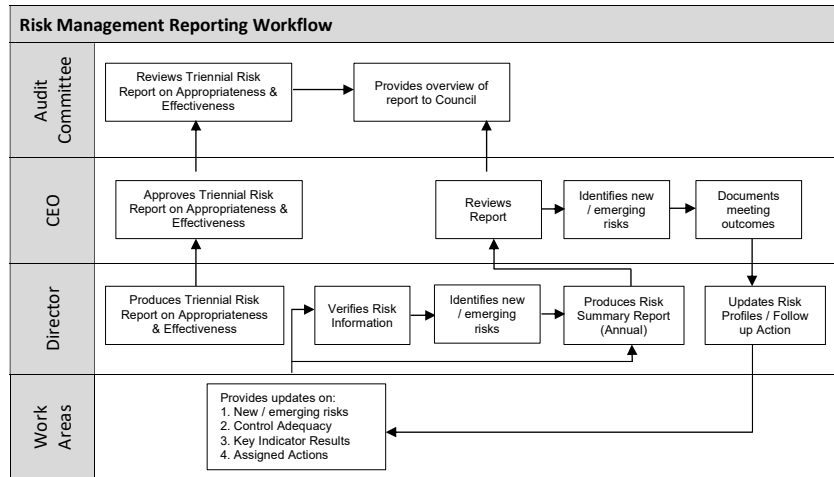 Risk Management Reporting Workflow
Audit
Committee
Reviews Triennial Risk
Report on Appropriateness &
Effectiveness
Provides overview of
report to Council
CEO
Approves Triennial Risk
Report on Appropriateness &
Effectiveness
Reviews
Report
Identifies new
/ emerging
risks
Documents
meeting
outcomes
Director
Produces Triennial Risk
Report on Appropriateness
& Effectiveness
Verifies Risk
Information
Identifies new
/ emerging
risks
Produces Risk
Summary Report
(Annual)
Updates Risk
Profiles / Follow
up Action
Work
Areas
Provides updates on:
1. New / emerging risks
2. Control Adequacy
3. Key Indicator Results
4. Assigned Actions